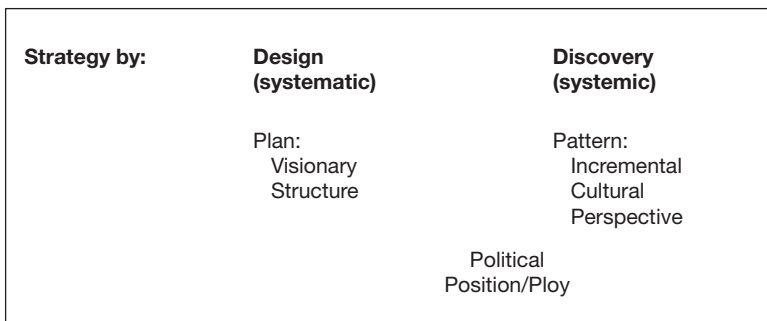 Strategy by: Design Discovery
(systematic) (systemic)
Plan: Pattern:
Visionary Incremental
Structure Cultural
Perspective
Political
Position/Ploy